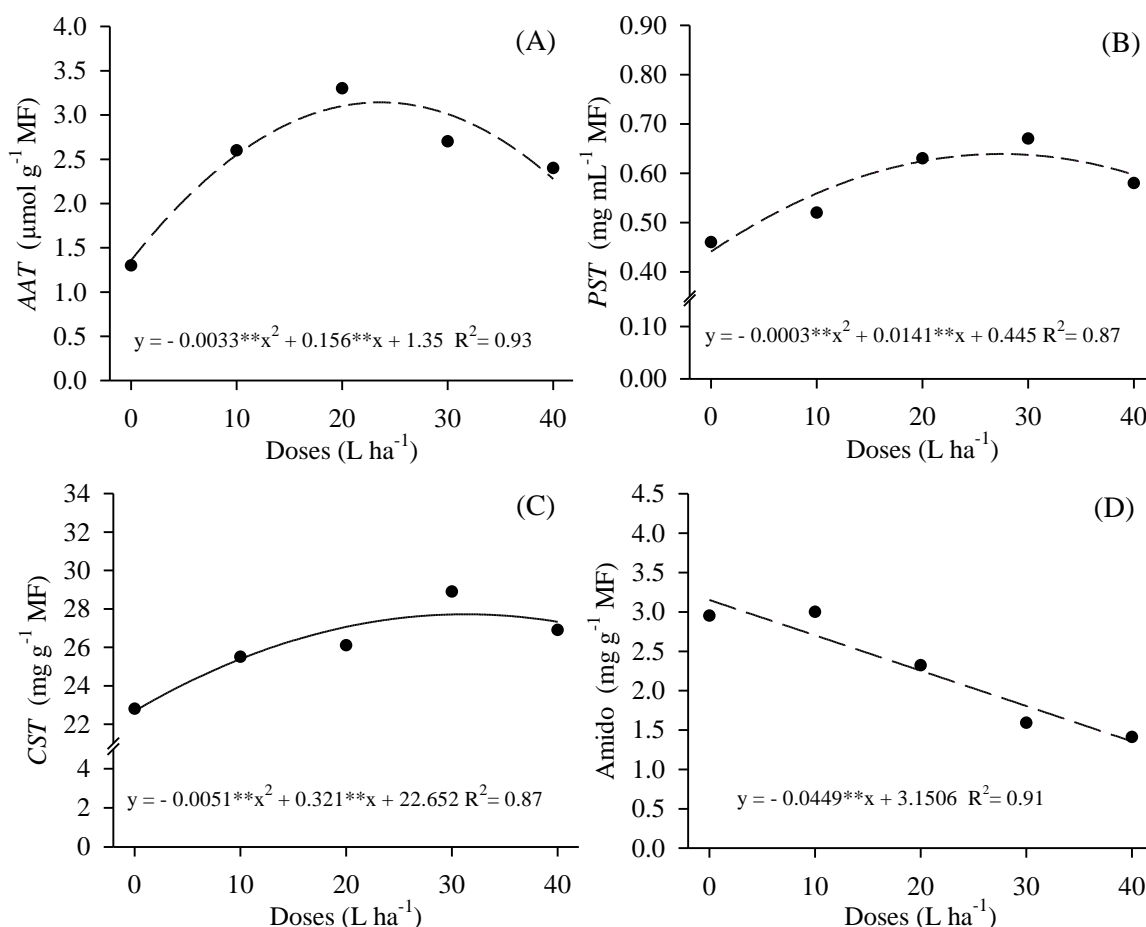 (A)
AAT (µmol g-1 MF)
4.0
3.5
3.0
2.5
2.0
1.5
1.0
0.5
0.0
y = - 0.0033**x2 + 0.156**x + 1.35 R2= 0.93
0 10 20 30 40
Doses (L ha-1)
(B)
PST (mg mL-1 MF)
0.90
0.80
0.70
0.60
0.50
0.40
0.10
0.00
y = - 0.0003**x2 + 0.0141**x + 0.445 R2= 0.87
0 10 20 30 40
Doses (L ha-1)
(C)
CST (mg g-1 MF)
34
32
30
28
26
24
22
4
2
0
y = - 0.0051**x2 + 0.321**x + 22.652 R2= 0.87
0 10 20 30 40
Doses (L ha-1)
(D)
Amido (mg g-1 MF)
4.5
4.0
3.5
3.0
2.5
2.0
1.5
1.0
0.5
0.0
y = - 0.0449**x + 3.1506 R2= 0.91
0 10 20 30 40
Doses (L ha-1)